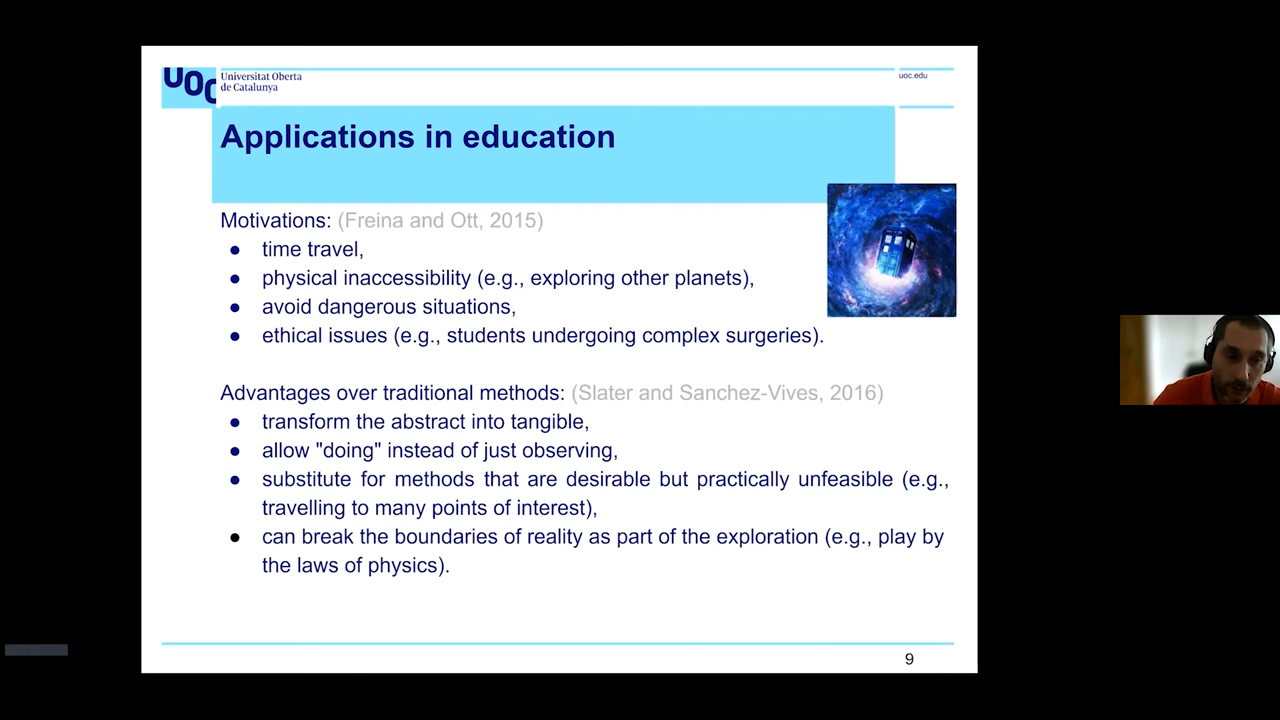 UOC
Universitat Oberta
de Catalunya
uoc.edu
Applications in education
Motivations: (Freina and Ott, 2015)
● time travel,
● physical inaccessibility (e.g., exploring other planets),
● avoid dangerous situations,
● ethical issues (e.g., students undergoing complex surgeries).
Advantages over traditional methods: (Slater and Sanchez-Vives, 2016)
● transform the abstract into tangible,
● allow "doing" instead of just observing,
● substitute for methods that are desirable but practically unfeasible (e.g.,
travelling to many points of interest),
● can break the boundaries of reality as part of the exploration (e.g., play by
the laws of physics).
9